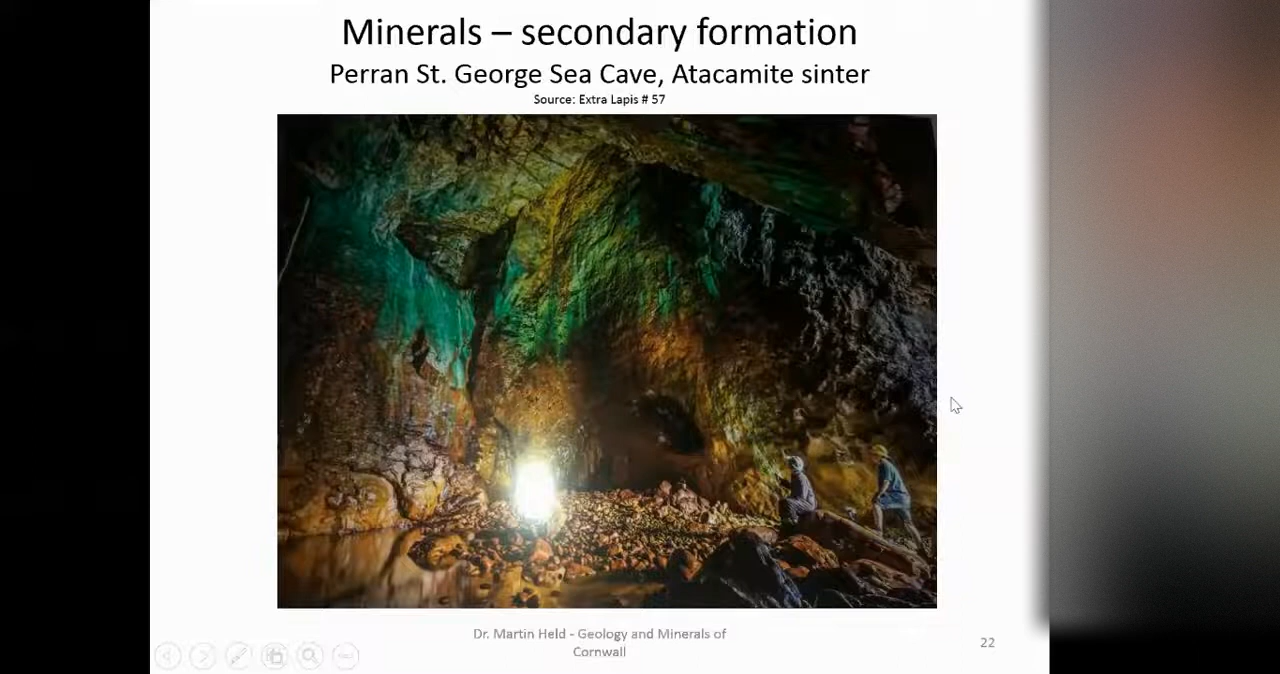 Minerals – secondary formation
Perran St. George Sea Cave, Atacamite sinter
Source: Extra Lapis # 57
Dr. Martin Held - Geology and Minerals of
Cornwall
22